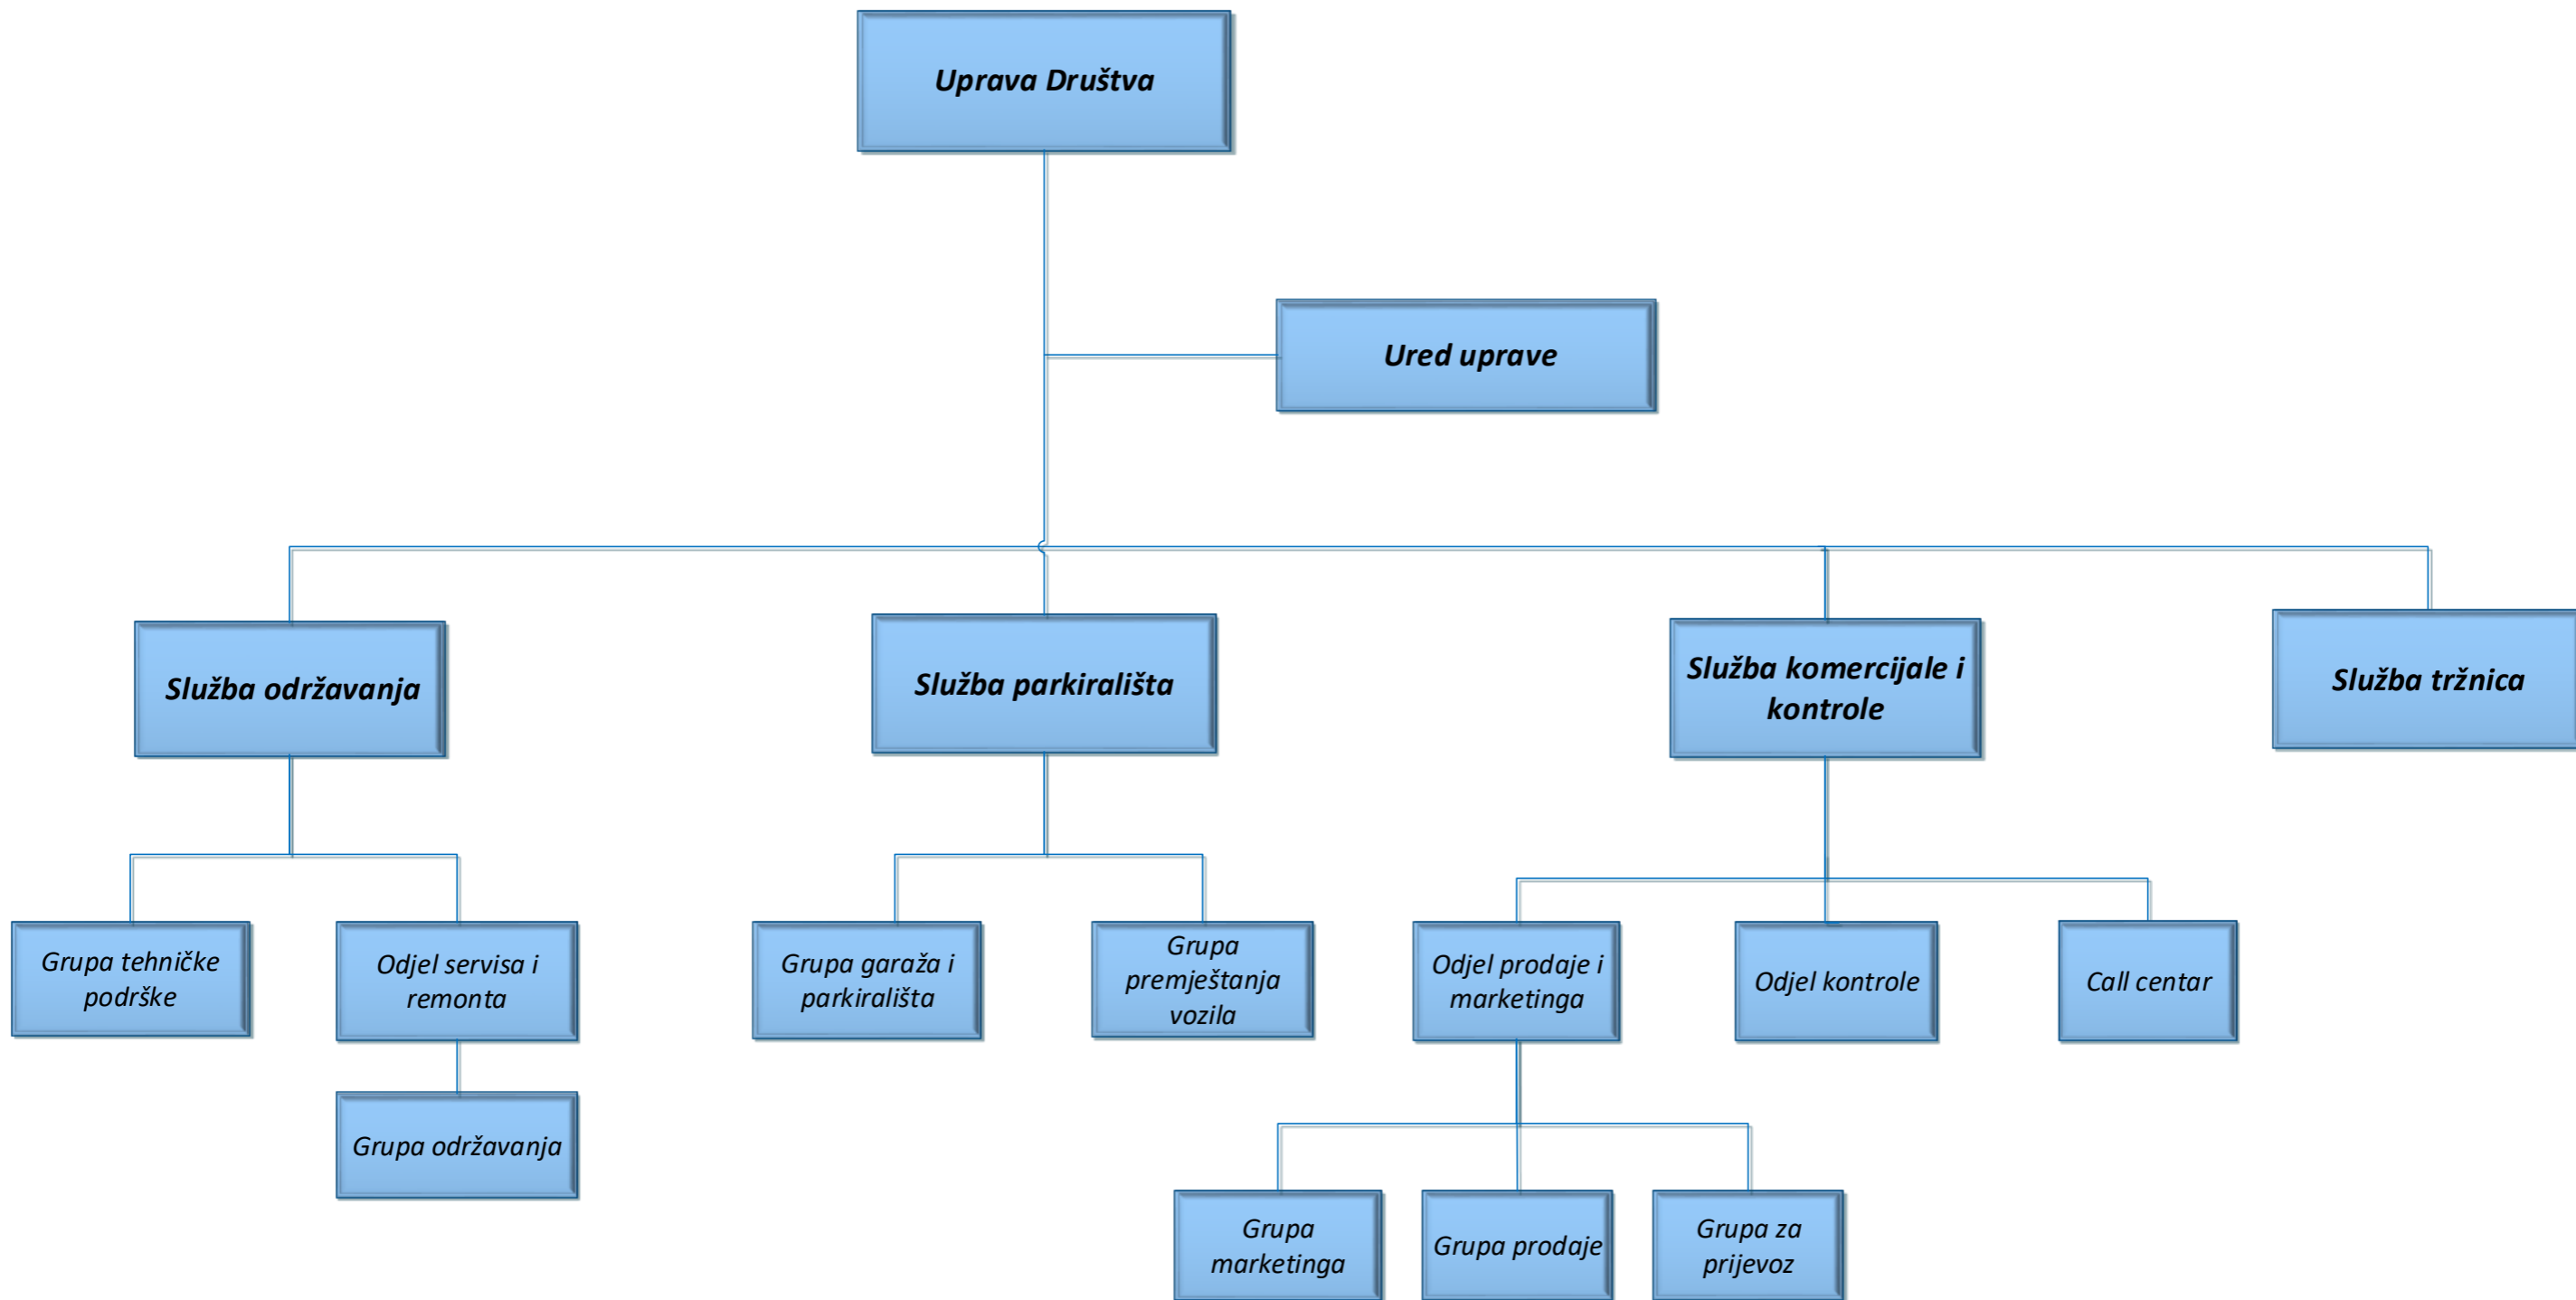 Uprava Društva
Ured uprave
Služba održavanja
Služba parkirališta
Služba komercijale i
kontrole
Služba tržnica
Grupa tehničke
podrške
Odjel servisa i
remonta
Grupa garaža i
parkirališta
Grupa
premještanja
vozila
Odjel prodaje i
marketinga
Odjel kontrole
Call centar
Grupa održavanja
Grupa
marketinga
Grupa prodaje
Grupa za
prijevoz